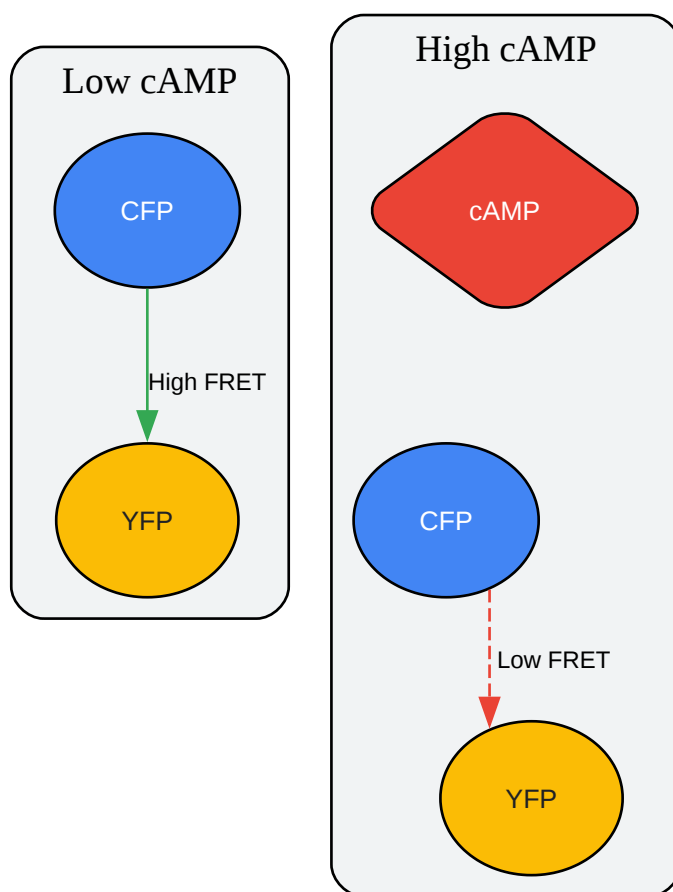 Low cAMP
CFP
High FRET
YFP
High cAMP
cAMP
CFP
Low FRET
YFP